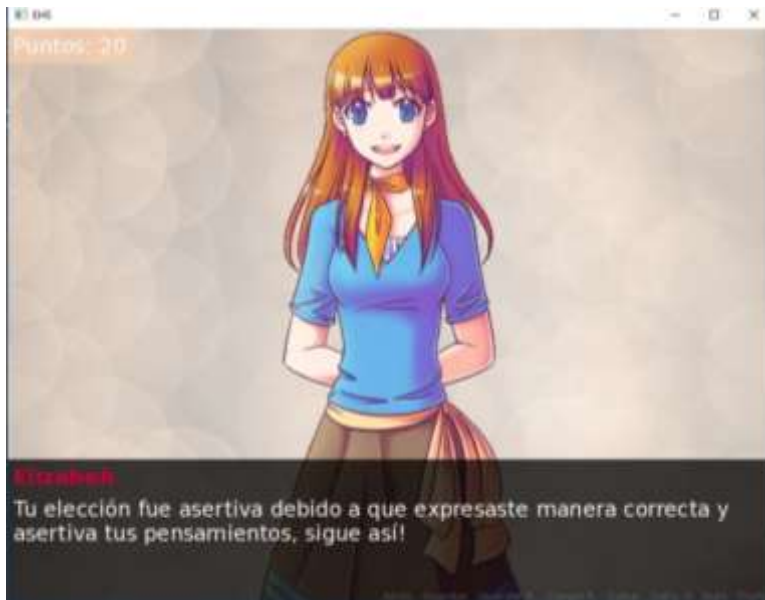 Puntos: 20
Elizabeth
Tu elección fue asertiva debido a que expresaste manera correcta y
asertiva tus pensamientos, sigue así!